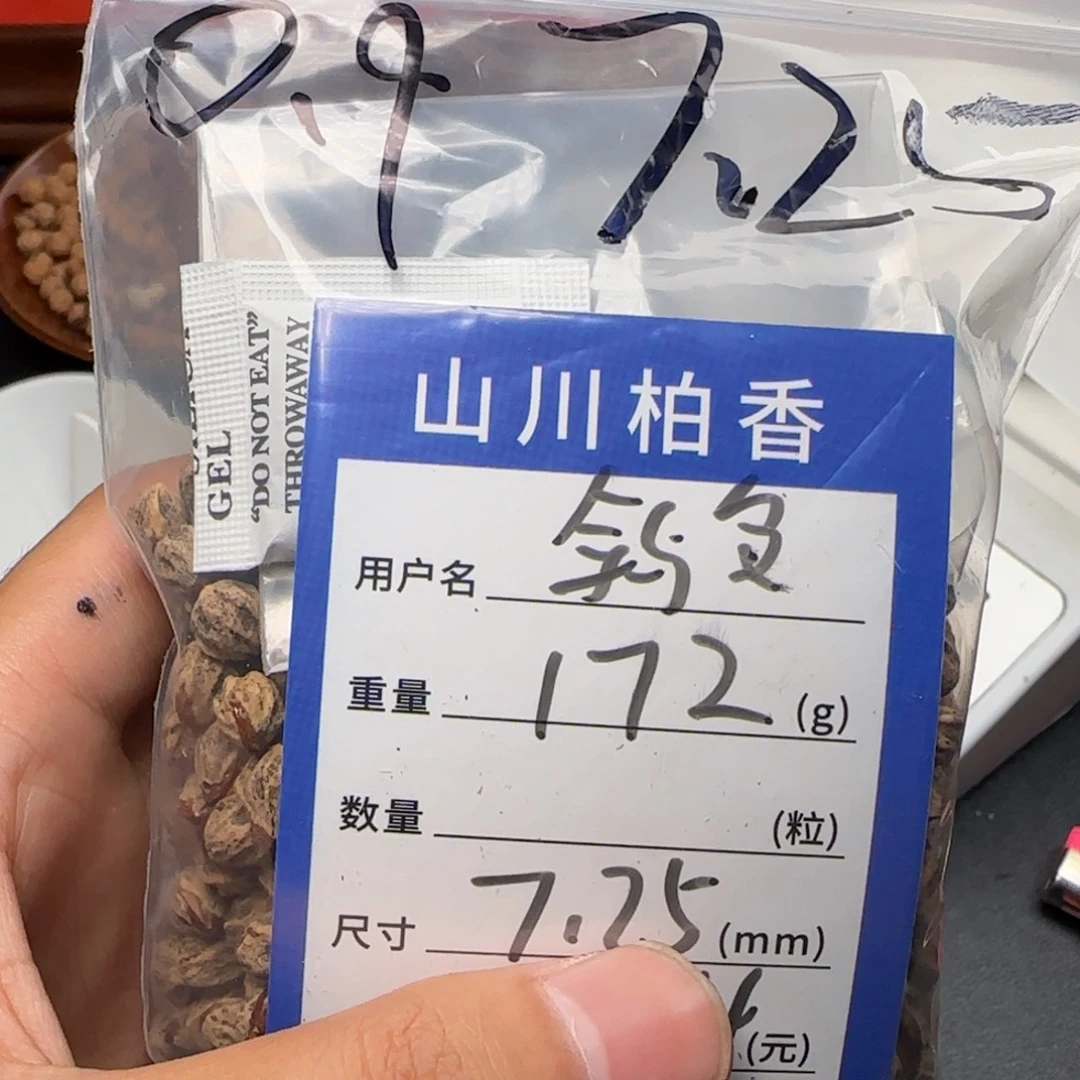 0.9 7.25
GEL
“DO NOT EAT”
THROWAWAY
山川柏香
用户名
重量 172 (g)
数量 (粒)
尺寸 7.25 (mm)
(元)